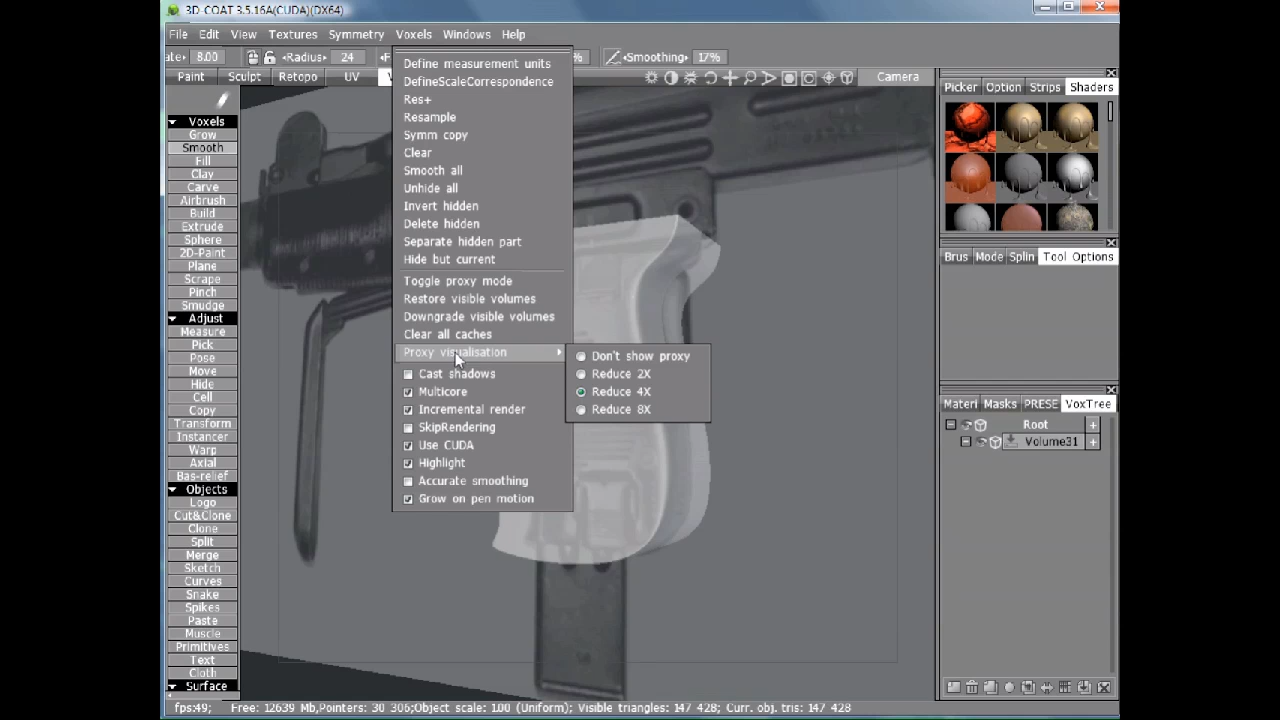 3D-COAT 3.5.16A(CUDA)(DX64)
File Edit View Textures Symmetry Voxels Windows Help
ate▸ 8.00 ◂Radius▸ 24 ◂F % ◂Smoothing▸ 17%
Paint Sculpt Retopo UV V Camera
Voxels
Grow
Smooth
Fill
Clay
Carve
Airbrush
Build
Extrude
Sphere
2D-Paint
Plane
Scrape
Pinch
Smudge
Adjust
Measure
Pick
Pose
Move
Hide
Cell
Copy
Transform
Instancer
Warp
Axial
Bas-relief
Objects
Logo
Cut&Clone
Clone
Split
Merge
Sketch
Curves
Snake
Spikes
Paste
Muscle
Primitives
Text
Cloth
Surface
Define measurement units
DefineScaleCorrespondence
Res+
Resample
Symm copy
Clear
Smooth all
Unhide all
Invert hidden
Delete hidden
Separate hidden part
Hide but current
Toggle proxy mode
Restore visible volumes
Downgrade visible volumes
Clear all caches
Proxy visualisation
Cast shadows
Multicore
Incremental render
SkipRendering
Use CUDA
Highlight
Accurate smoothing
Grow on pen motion
Don't show proxy
Reduce 2X
Reduce 4X
Reduce 8X
Picker Option Strips Shaders
Brus Mode Splin Tool Options
Materi Masks PRESE VoxTree
Root +
Volume31 +
fps:49; Free: 12639 Mb,Pointers: 30 306;Object scale: 1.00 (Uniform); Visible triangles: 147 428; Curr. obj. tris: 147 428